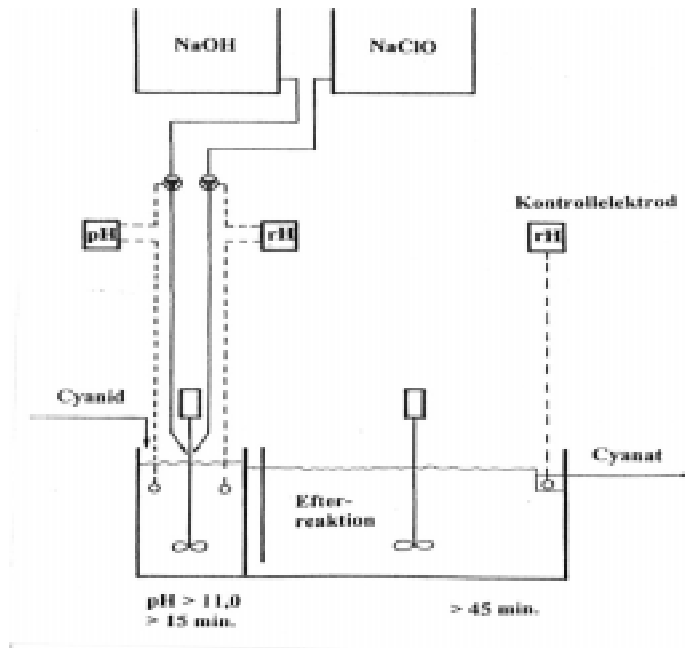 NaOH
NaClO
Kontrollelektrod
pH
rH
rH
Cyanid
Cyanat
Efter-
reaktion
pH > 11,0
> 15 min.
> 45 min.